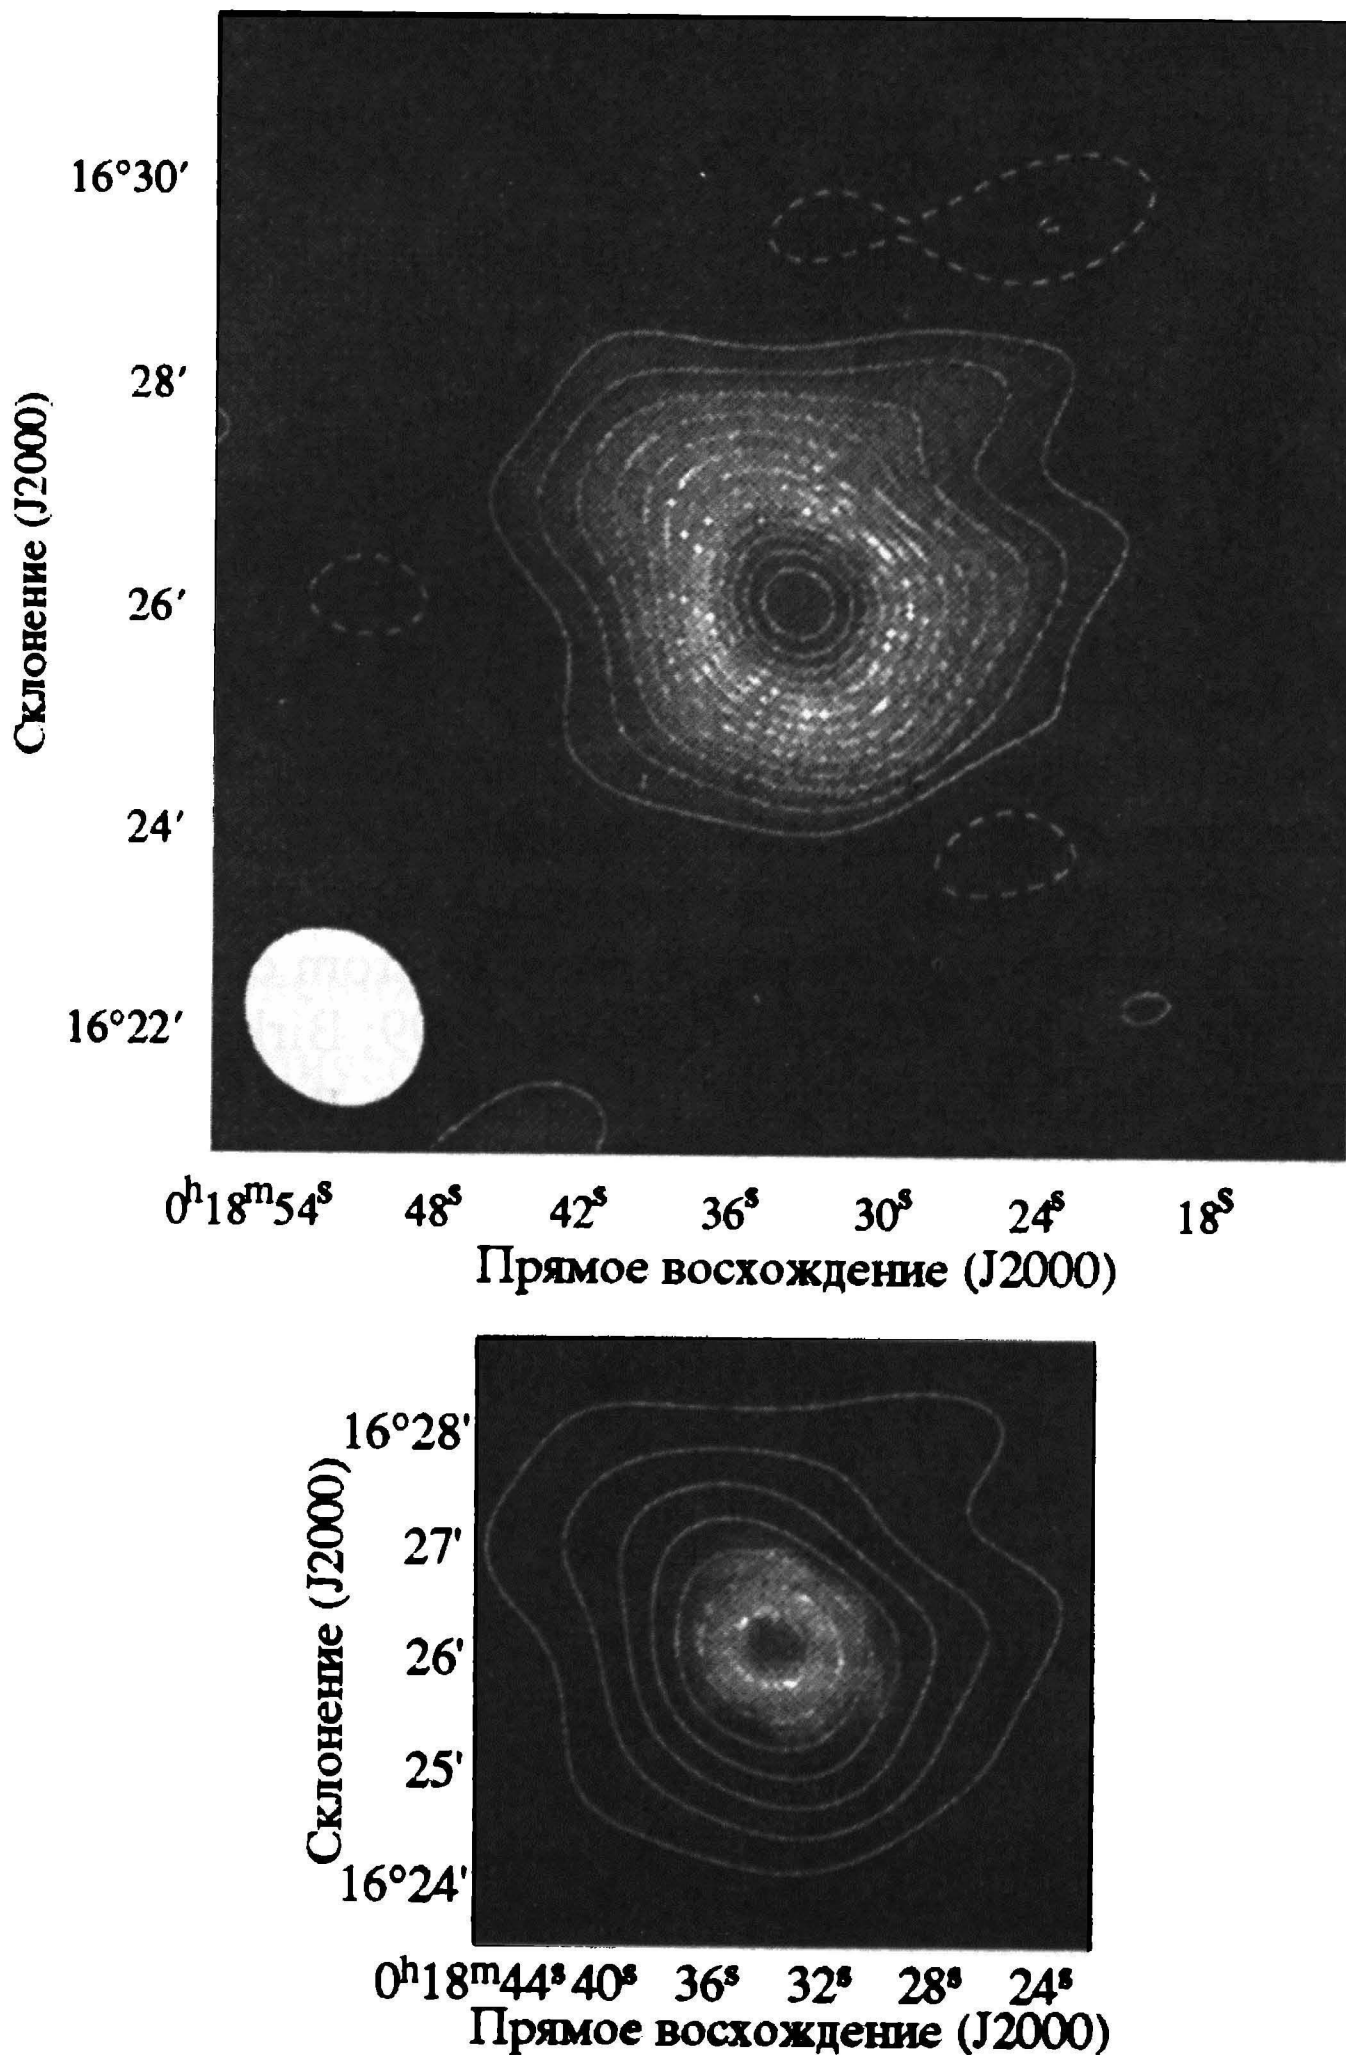 16°30′
28′
26′
24′
16°22′
Склонение (J2000)
0ʰ18ᵐ54ˢ 48ˢ 42ˢ 36ˢ 30ˢ 24ˢ 18ˢ
Прямое восхождение (J2000)
16°28'
27'
26'
25'
16°24'
Склонение (J2000)
0ʰ18ᵐ44ˢ 40ˢ 36ˢ 32ˢ 28ˢ 24ˢ
Прямое восхождение (J2000)